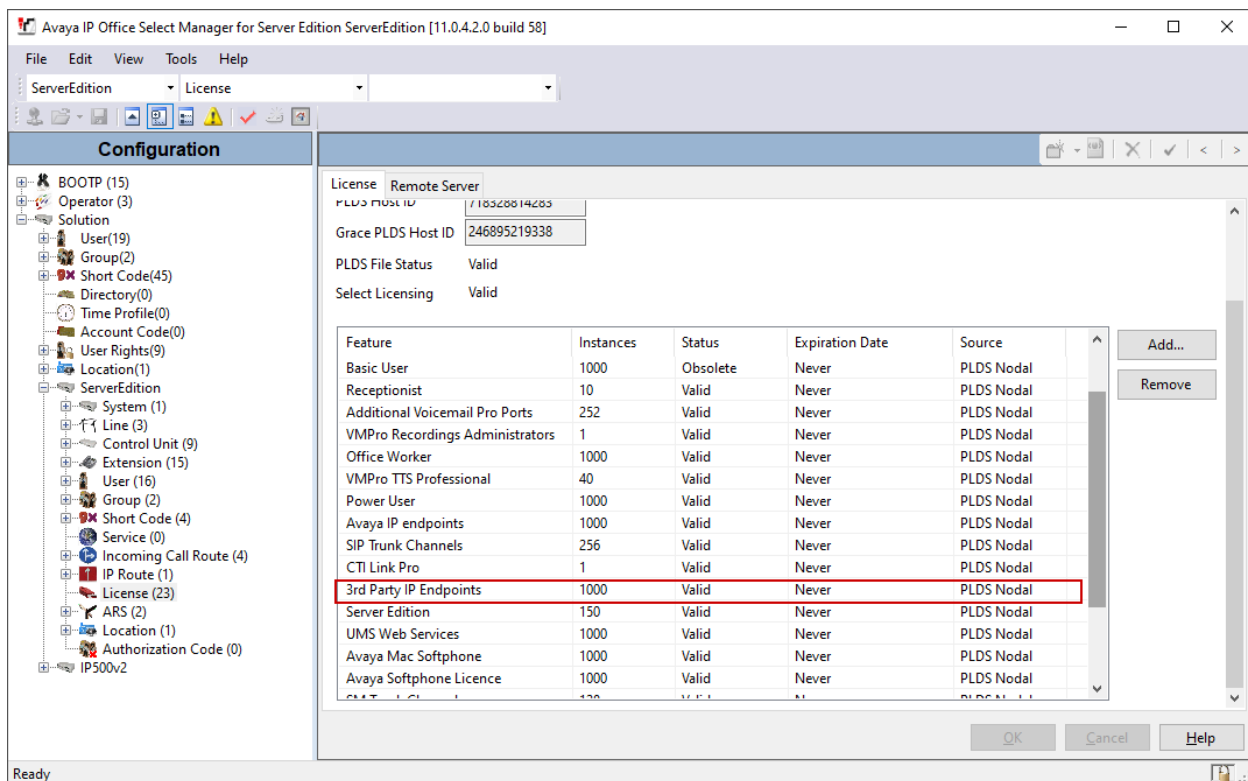 Avaya IP Office Select Manager for Server Edition ServerEdition [11.0.4.2.0 build 58]
File Edit View Tools Help
ServerEdition License
Configuration
BOOTP (15)
Operator (3)
Solution
User(19)
Group(2)
Short Code(45)
Directory(0)
Time Profile(0)
Account Code(0)
User Rights(9)
Location(1)
ServerEdition
System (1)
Line (3)
Control Unit (9)
Extension (15)
User (16)
Group (2)
Short Code (4)
Service (0)
Incoming Call Route (4)
IP Route (1)
License (23)
ARS (2)
Location (1)
Authorization Code (0)
IP500v2
License Remote Server
PLDS Host ID 718328814283
Grace PLDS Host ID 246895219338
PLDS File Status Valid
Select Licensing Valid
Feature Instances Status Expiration Date Source
Basic User 1000 Obsolete Never PLDS Nodal
Receptionist 10 Valid Never PLDS Nodal
Additional Voicemail Pro Ports 252 Valid Never PLDS Nodal
VMPro Recordings Administrators 1 Valid Never PLDS Nodal
Office Worker 1000 Valid Never PLDS Nodal
VMPro TTS Professional 40 Valid Never PLDS Nodal
Power User 1000 Valid Never PLDS Nodal
Avaya IP endpoints 1000 Valid Never PLDS Nodal
SIP Trunk Channels 256 Valid Never PLDS Nodal
CTI Link Pro 1 Valid Never PLDS Nodal
3rd Party IP Endpoints 1000 Valid Never PLDS Nodal
Server Edition 150 Valid Never PLDS Nodal
UMS Web Services 1000 Valid Never PLDS Nodal
Avaya Mac Softphone 1000 Valid Never PLDS Nodal
Avaya Softphone Licence 1000 Valid Never PLDS Nodal
Add...
Remove
OK Cancel Help
Ready